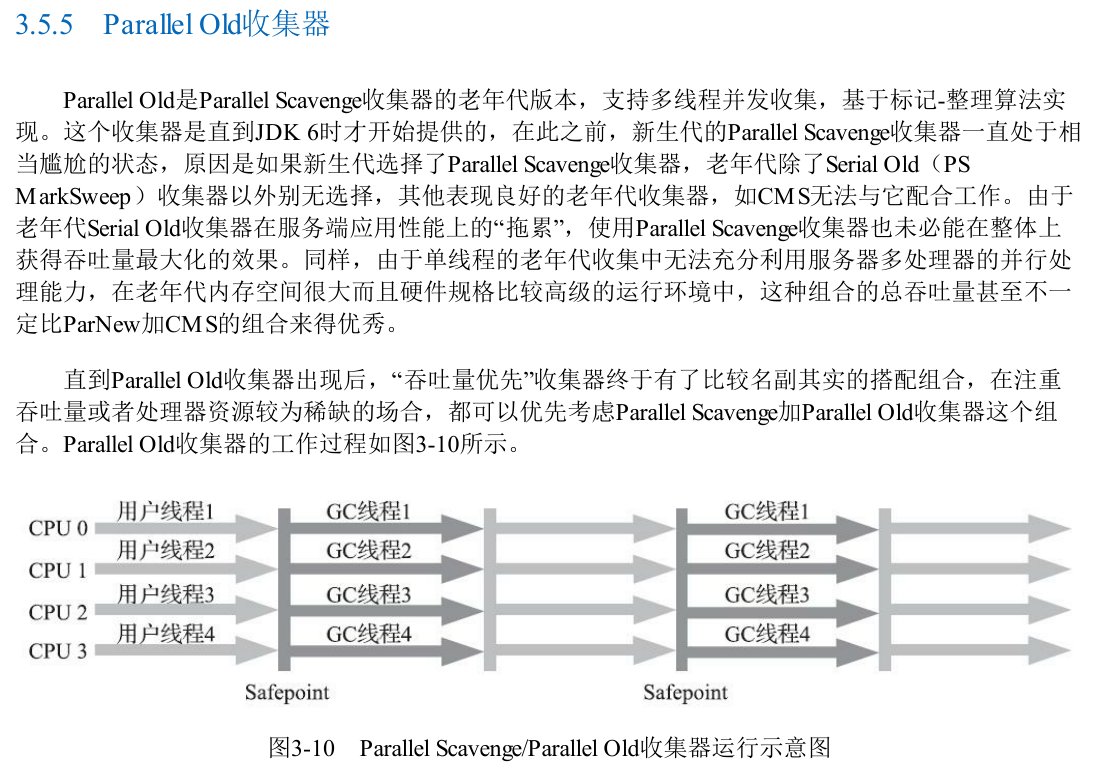 3.5.5 Parallel Old收集器
Parallel Old是Parallel Scavenge收集器的老年代版本，支持多线程并发收集，基于标记-整理算法实
现。这个收集器是直到JDK 6时才开始提供的，在此之前，新生代的Parallel Scavenge收集器一直处于相
当尴尬的状态，原因是如果新生代选择了Parallel Scavenge收集器，老年代除了Serial Old（PS
MarkSweep）收集器以外别无选择，其他表现良好的老年代收集器，如CMS无法与它配合工作。由于
老年代Serial Old收集器在服务端应用性能上的“拖累”，使用Parallel Scavenge收集器也未必能在整体上
获得吞吐量最大化的效果。同样，由于单线程的老年代收集中无法充分利用服务器多处理器的并行处
理能力，在老年代内存空间很大而且硬件规格比较高级的运行环境中，这种组合的总吞吐量甚至不一
定比ParNew加CMS的组合来得优秀。
直到Parallel Old收集器出现后，“吞吐量优先”收集器终于有了比较名副其实的搭配组合，在注重
吞吐量或者处理器资源较为稀缺的场合，都可以优先考虑Parallel Scavenge加Parallel Old收集器这个组
合。Parallel Old收集器的工作过程如图3-10所示。
CPU 0 用户线程1 GC线程1 GC线程1
CPU 1 用户线程2 GC线程2 GC线程2
CPU 2 用户线程3 GC线程3 GC线程3
CPU 3 用户线程4 GC线程4 GC线程4
Safepoint Safepoint
图3-10 Parallel Scavenge/Parallel Old收集器运行示意图